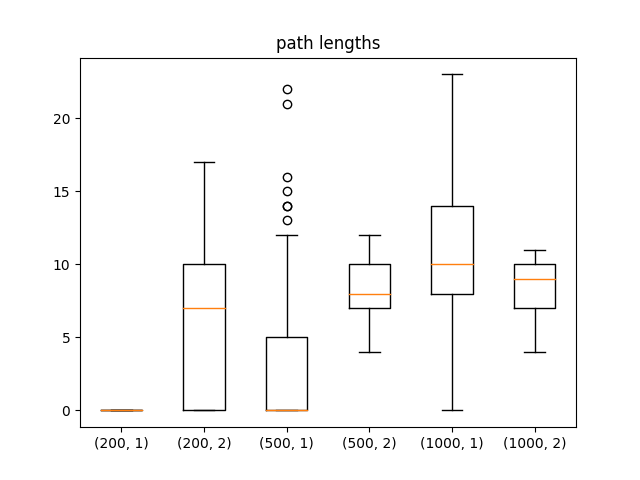 path lengths
20
15
10
5
0
(200, 1) (200, 2) (500, 1) (500, 2) (1000, 1) (1000, 2)